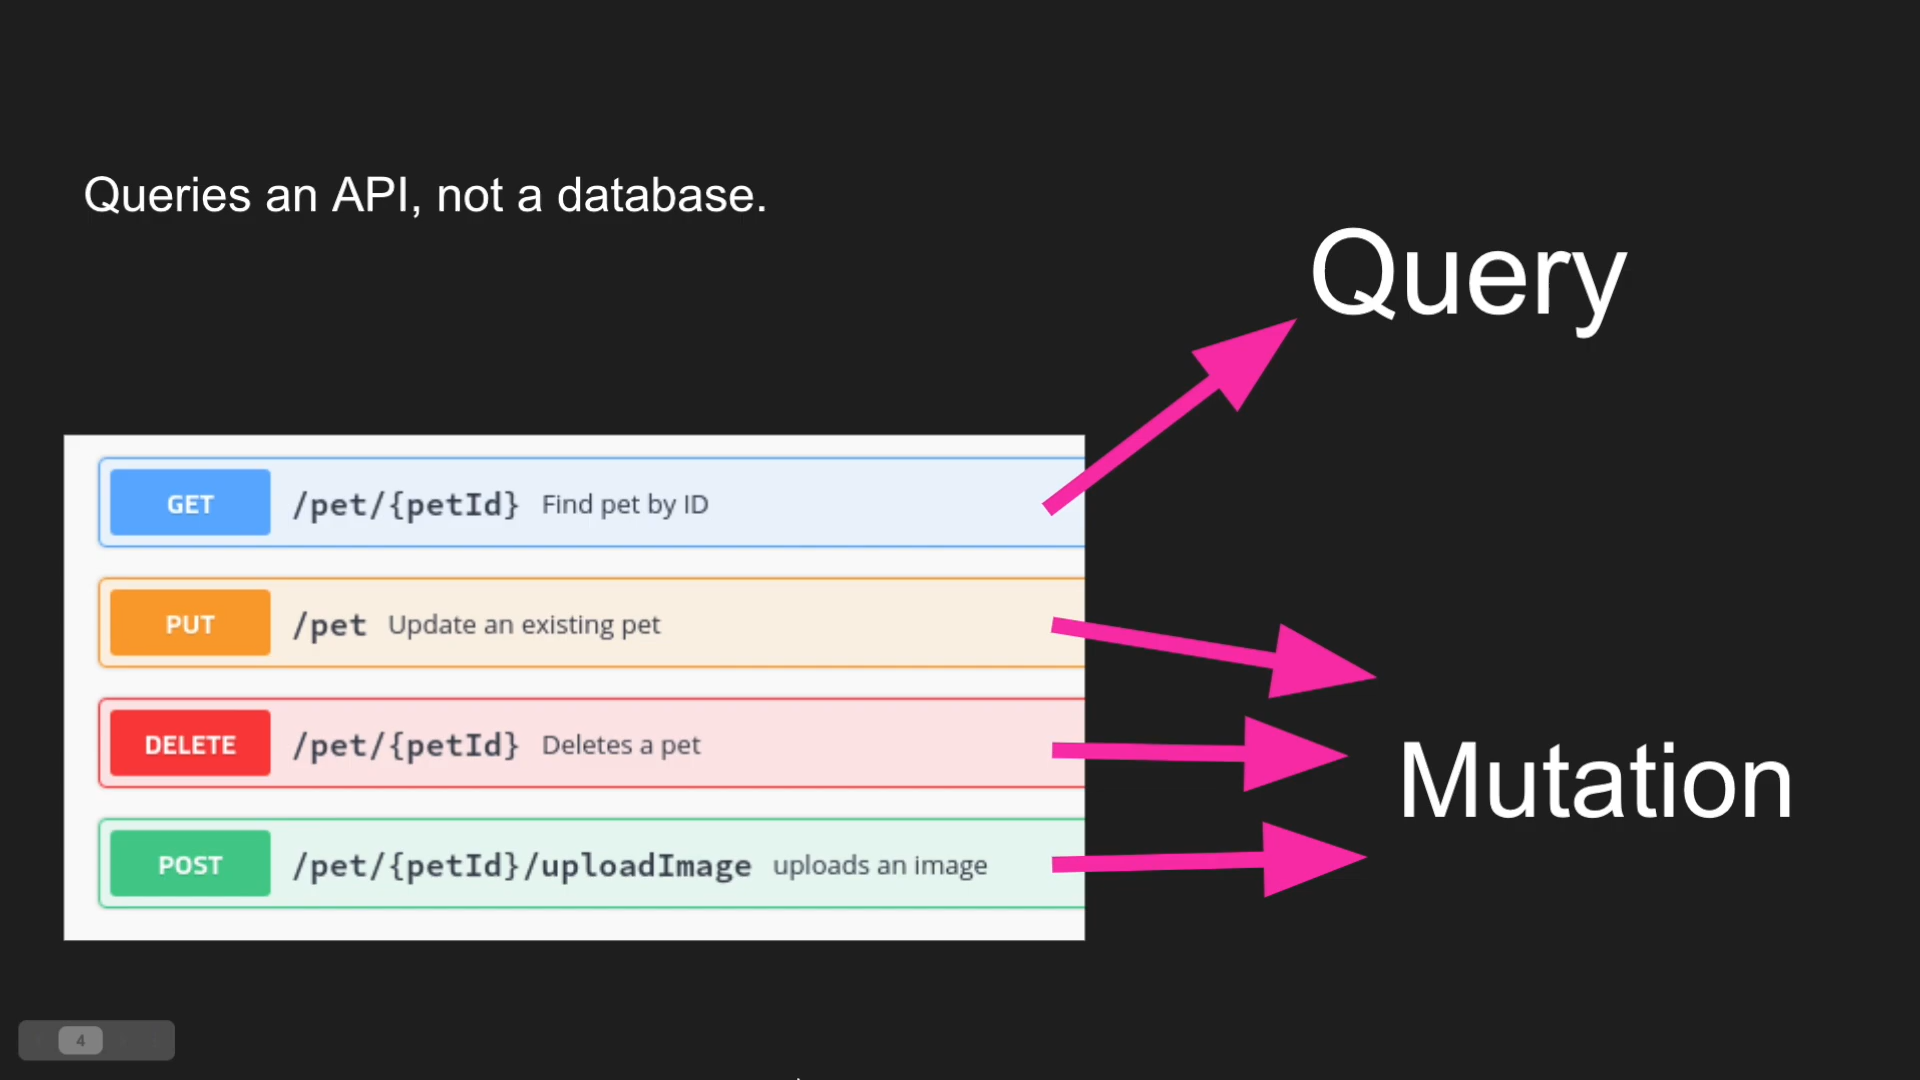 Queries an API, not a database.
Query
GET /pet/{petId} Find pet by ID
PUT /pet Update an existing pet
DELETE /pet/{petId} Deletes a pet
Mutation
POST /pet/{petId}/uploadImage uploads an image
4